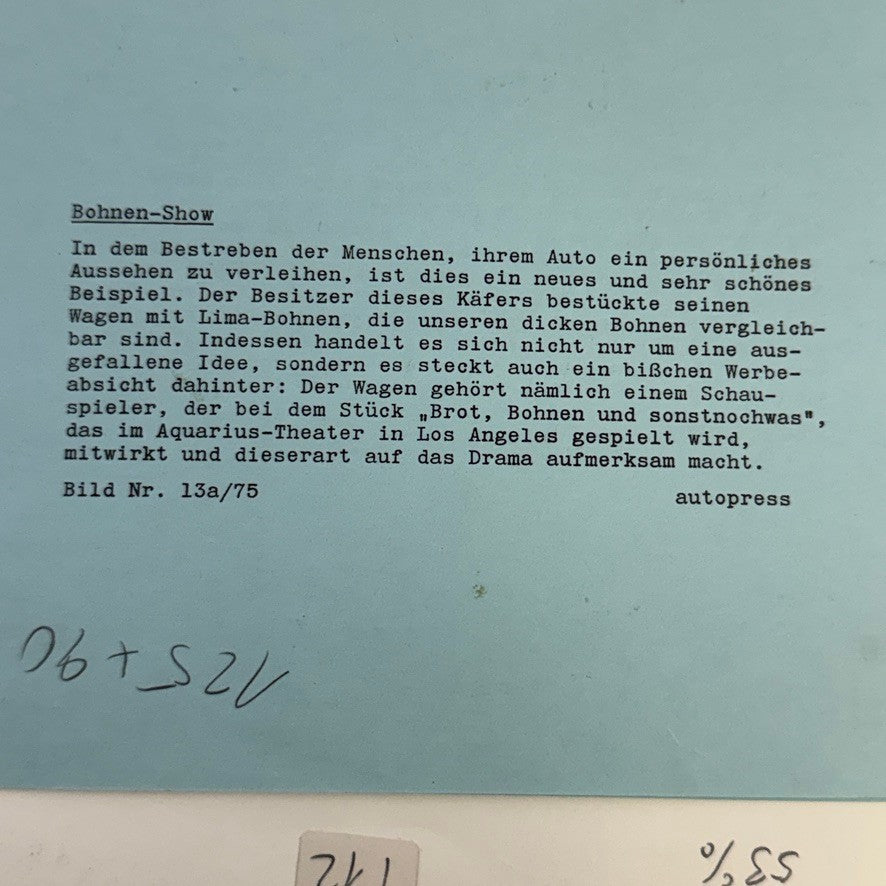 Bohnen-Show
In dem Bestreben der Menschen, ihrem Auto ein persönliches
Aussehen zu verleihen, ist dies ein neues und sehr schönes
Beispiel. Der Besitzer dieses Käfers bestückte seinen
Wagen mit Lima-Bohnen, die unseren dicken Bohnen vergleich-
bar sind. Indessen handelt es sich nicht nur um eine aus-
gefallene Idee, sondern es steckt auch ein bißchen Werbe-
absicht dahinter: Der Wagen gehört nämlich einem Schau-
spieler, der bei dem Stück „Brot, Bohnen und sonstnochwas",
das im Aquarius-Theater in Los Angeles gespielt wird,
mitwirkt und dieserart auf das Drama aufmerksam macht.
Bild Nr. 13a/75 autopress
125 + 90